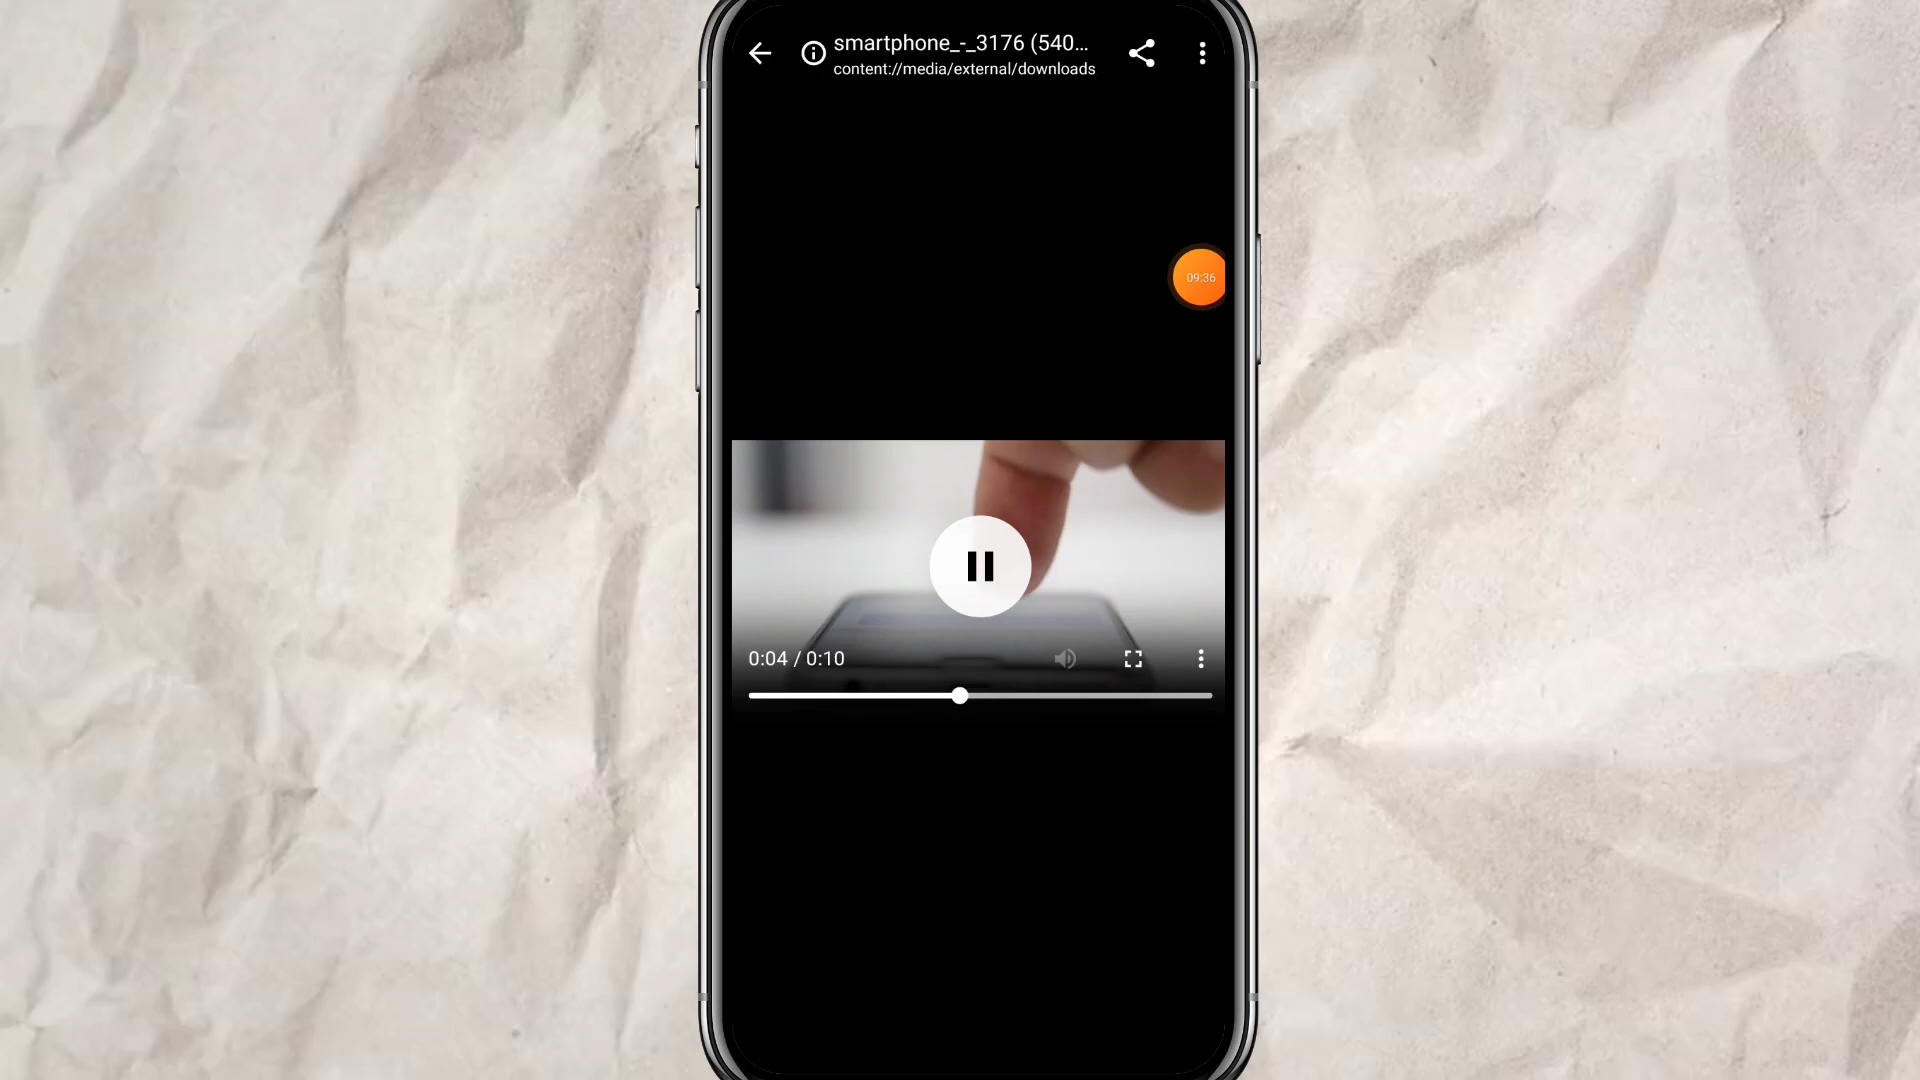 smartphone_-_3176 (540...
content://media/external/downloads
09:36
0:04 / 0:10